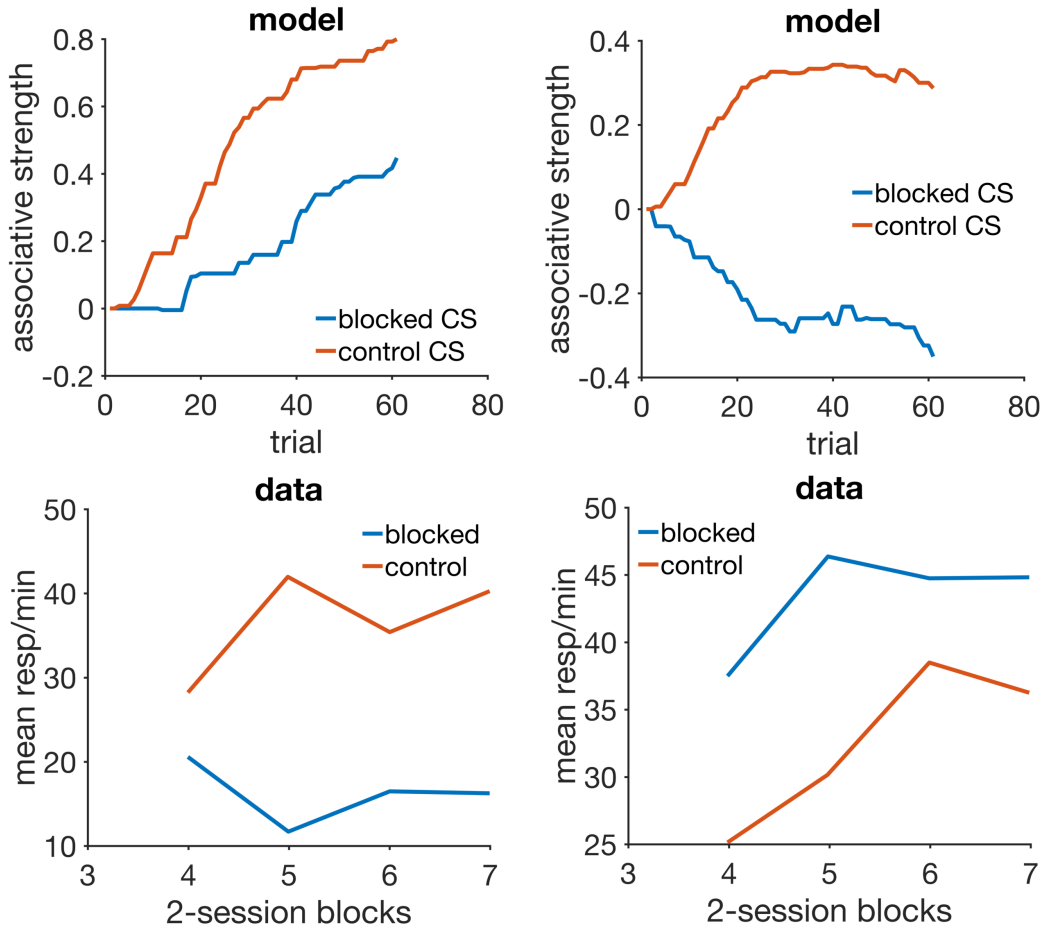 model
associative strength
0.8
0.6
0.4
0.2
0
-0.2
blocked CS
control CS
0 20 40 60 80
trial
model
associative strength
0.4
0.2
0
-0.2
-0.4
blocked CS
control CS
0 20 40 60 80
trial
data
mean resp/min
50
40
30
20
10
blocked
control
3 4 5 6 7
2-session blocks
data
mean resp/min
50
45
40
35
30
25
blocked
control
3 4 5 6 7
2-session blocks